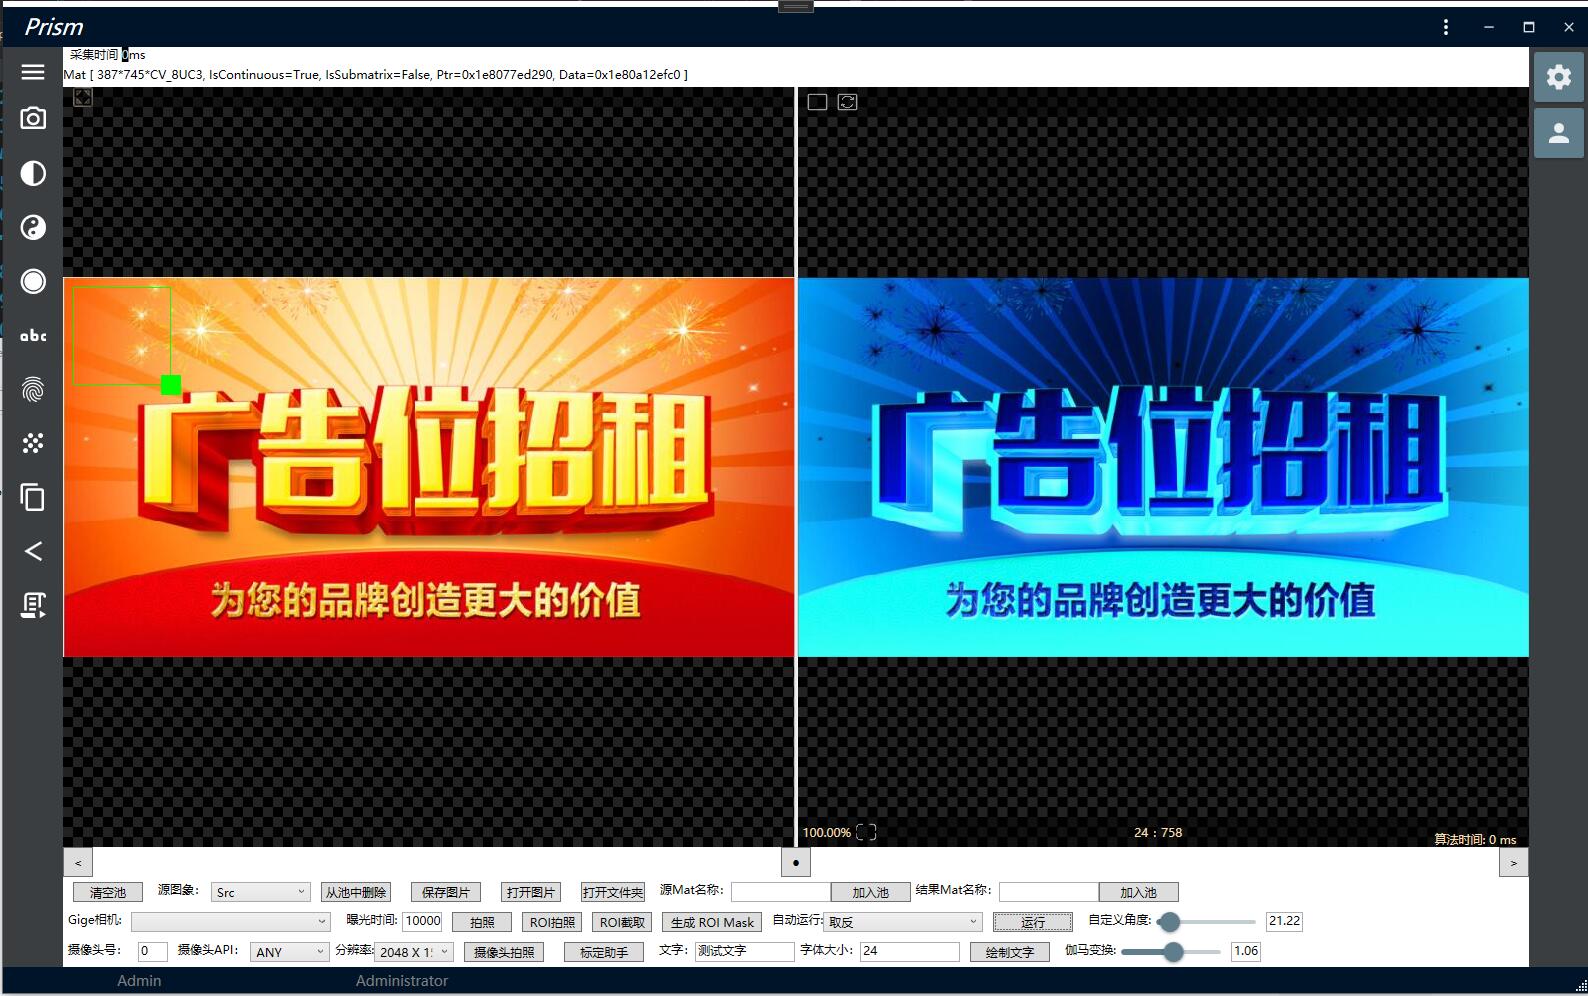 Prism
采集时间 0ms
Mat [ 387*745*CV_8UC3, IsContinuous=True, IsSubmatrix=False, Ptr=0x1e8077ed290, Data=0x1e80a12efc0 ]
abc
广告位招租
为您的品牌创造更大的价值
广告位招租
为您的品牌创造更大的价值
100.00%
24 : 758
算法时间: 0 ms
< ● >
清空池 源图象: Src 从池中删除 保存图片 打开图片 打开文件夹 源Mat名称: 加入池 结果Mat名称: 加入池
Gige相机: 曝光时间: 10000 拍照 ROI拍照 ROI截取 生成 ROI Mask 自动运行: 取反 运行 自定义角度: 21.22
摄像头号: 0 摄像头API: ANY 分辨率: 2048 X 1 摄像头拍照 标定助手 文字: 测试文字 字体大小: 24 绘制文字 伽马变换: 1.06
Admin Administrator